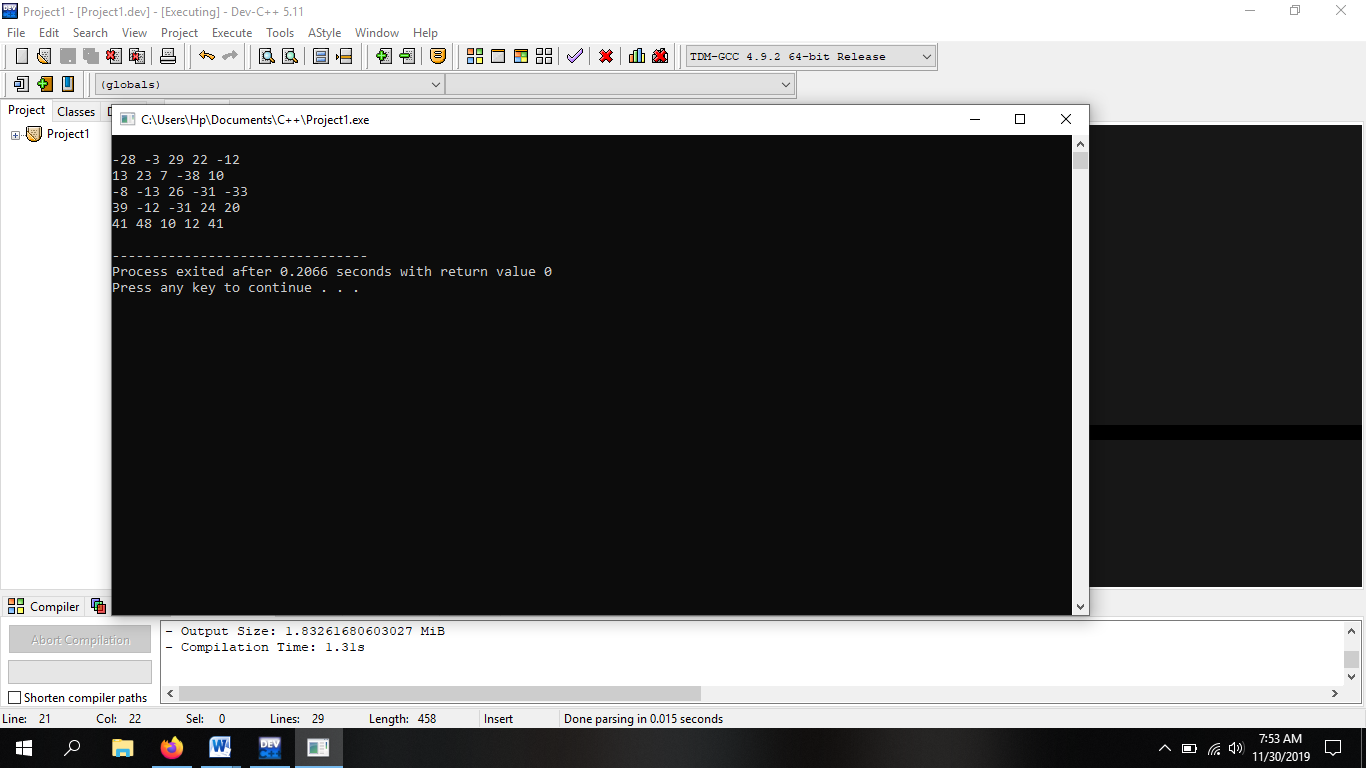 Project1 - [Project1.dev] - [Executing] - Dev-C++ 5.11
File Edit Search View Project Execute Tools AStyle Window Help
TDM-GCC 4.9.2 64-bit Release
(globals)
Project Classes
Project1
C:\Users\Hp\Documents\C++\Project1.exe
-28 -3 29 22 -12
13 23 7 -38 10
-8 -13 26 -31 -33
39 -12 -31 24 20
41 48 10 12 41
--------------------------------
Process exited after 0.2066 seconds with return value 0
Press any key to continue . . .
Compiler
Abort Compilation
Shorten compiler paths
- Output Size: 1.83261680603027 MiB
- Compilation Time: 1.31s
Line: 21 Col: 22 Sel: 0 Lines: 29 Length: 458 Insert Done parsing in 0.015 seconds
DEV
7:53 AM
11/30/2019